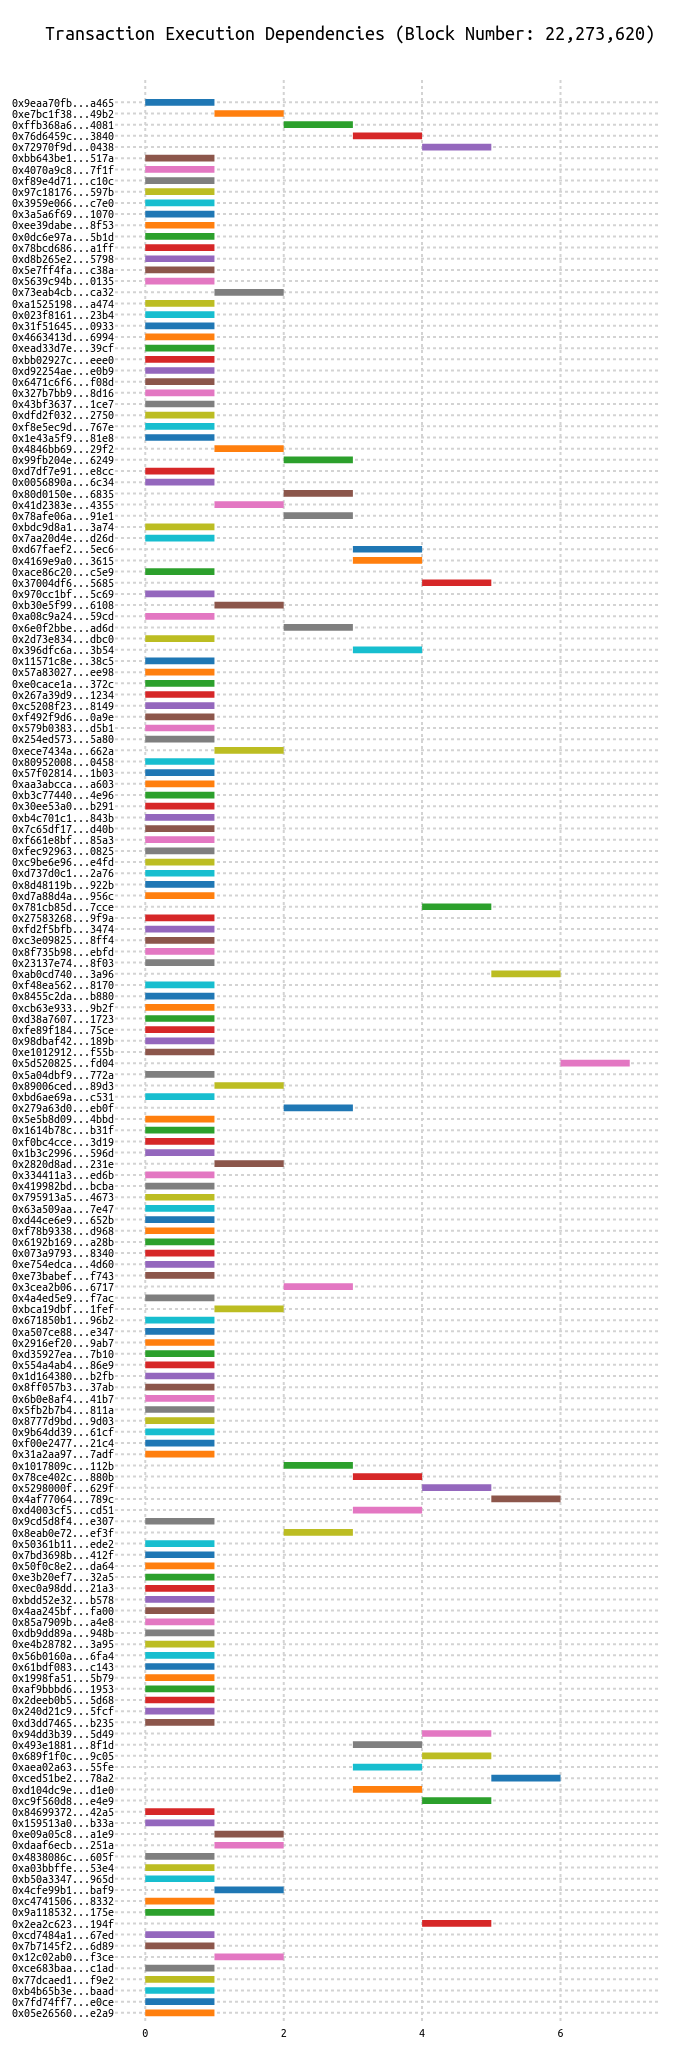 Transaction Execution Dependencies (Block Number: 22,273,620)
0x9eaa70fb...a465
0xe7bc1f38...49b2
0xffb368a6...4081
0x76d6459c...3840
0x72970f9d...0438
0xbb643be1...517a
0x4070a9c8...7f1f
0xf89e4d71...c10c
0x97c18176...597b
0x3959e066...c7e0
0x3a5a6f69...1070
0xee39dabe...8f53
0x0dc6e97a...5b1d
0x78bcd686...a1ff
0xd8b265e2...5798
0x5e7ff4fa...c38a
0x5639c94b...0135
0x73eab4cb...ca32
0xa1525198...a474
0x023f8161...23b4
0x31f51645...0933
0x4663413d...6994
0xead33d7e...39cf
0xbb02927c...eee0
0xd92254ae...e0b9
0x6471c6f6...f08d
0x327b7bb9...8d16
0x43bf3637...1ce7
0xdfd2f032...2750
0xf8e5ec9d...767e
0x1e43a5f9...81e8
0x4846bb69...29f2
0x99fb204e...6249
0xd7df7e91...e8cc
0x0056890a...6c34
0x80d0150e...6835
0x41d2383e...4355
0x78afe06a...91e1
0xbdc9d8a1...3a74
0x7aa20d4e...d26d
0xd67faef2...5ec6
0x4169e9a0...3615
0xace86c20...c5e9
0x37004df6...5685
0x970cc1bf...5c69
0xb30e5f99...6108
0xa08c9a24...59cd
0x6e0f2bbe...ad6d
0x2d73e834...dbc0
0x396dfc6a...3b54
0x11571c8e...38c5
0x57a83027...ee98
0xe0cace1a...372c
0x267a39d9...1234
0xc5208f23...8149
0xf492f9d6...0a9e
0x579b0383...d5b1
0x254ed573...5a80
0xece7434a...662a
0x80952008...0458
0x57f02814...1b03
0xaa3abcca...a603
0xb3c77440...4e96
0x30ee53a0...b291
0xb4c701c1...843b
0x7c65df17...d40b
0xf661e8bf...85a3
0xfec92963...0825
0xc9be6e96...e4fd
0xd737d0c1...2a76
0x8d48119b...922b
0xd7a88d4a...956c
0x781cb85d...7cce
0x27583268...9f9a
0xfd2f5bfb...3474
0xc3e09825...8ff4
0x8f735b98...ebfd
0x23137e74...8f03
0xab0cd740...3a96
0xf48ea562...8170
0x8455c2da...b880
0xcb63e933...9b2f
0xd38a7607...1723
0xfe89f184...75ce
0x98dbaf42...189b
0xe1012912...f55b
0x5d520825...fd04
0x5a04dbf9...772a
0x89006ced...89d3
0xbd6ae69a...c531
0x279a63d0...eb0f
0x5e5b8d09...4bbd
0x1614b78c...b31f
0xf0bc4cce...3d19
0x1b3c2996...596d
0x2820d8ad...231e
0x334411a3...ed6b
0x419982bd...bcba
0x795913a5...4673
0x63a509aa...7e47
0xd44ce6e9...652b
0xf78b9338...d968
0x6192b169...a28b
0x073a9793...8340
0xe754edca...4d60
0xe73babef...f743
0x3cea2b06...6717
0x4a4ed5e9...f7ac
0xbca19dbf...1fef
0x671850b1...96b2
0xa507ce88...e347
0x2916ef20...9ab7
0xd35927ea...7b10
0x554a4ab4...86e9
0x1d164380...b2fb
0x8ff057b3...37ab
0x6b0e8af4...41b7
0x5fb2b7b4...811a
0x8777d9bd...9d03
0x9b64dd39...61cf
0xf00e2477...21c4
0x31a2aa97...7adf
0x1017809c...112b
0x78ce402c...880b
0x5298000f...629f
0x4af77064...789c
0xd4003cf5...cd51
0x9cd5d8f4...e307
0x8eab0e72...ef3f
0x50361b11...ede2
0x7bd3698b...412f
0x50f0c8e2...da64
0xe3b20ef7...32a5
0xec0a98dd...21a3
0xbdd52e32...b578
0x4aa245bf...fa00
0x85a7909b...a4e8
0xdb9dd89a...948b
0xe4b28782...3a95
0x56b0160a...6fa4
0x61bdf083...c143
0x1998fa51...5b79
0xaf9bbbd6...1953
0x2deeb0b5...5d68
0x240d21c9...5fcf
0xd3dd7465...b235
0x94dd3b39...5d49
0x493e1881...8f1d
0x689f1f0c...9c05
0xaea02a63...55fe
0xced51be2...78a2
0xd104dc9e...d1e0
0xc9f560d8...e4e9
0x84699372...42a5
0x159513a0...b33a
0xe09a05c8...a1e9
0xdaaf6ecb...251a
0x4838086c...605f
0xa03bbffe...53e4
0xb50a3347...965d
0x4cfe99b1...baf9
0xc4741506...8332
0x9a118532...175e
0x2ea2c623...194f
0xcd7484a1...67ed
0x7b7145f2...6d89
0x12c02ab0...f3ce
0xce683baa...c1ad
0x77dcaed1...f9e2
0xb4b65b3e...baad
0x7fd74ff7...e0ce
0x05e26560...e2a9
0 2 4 6